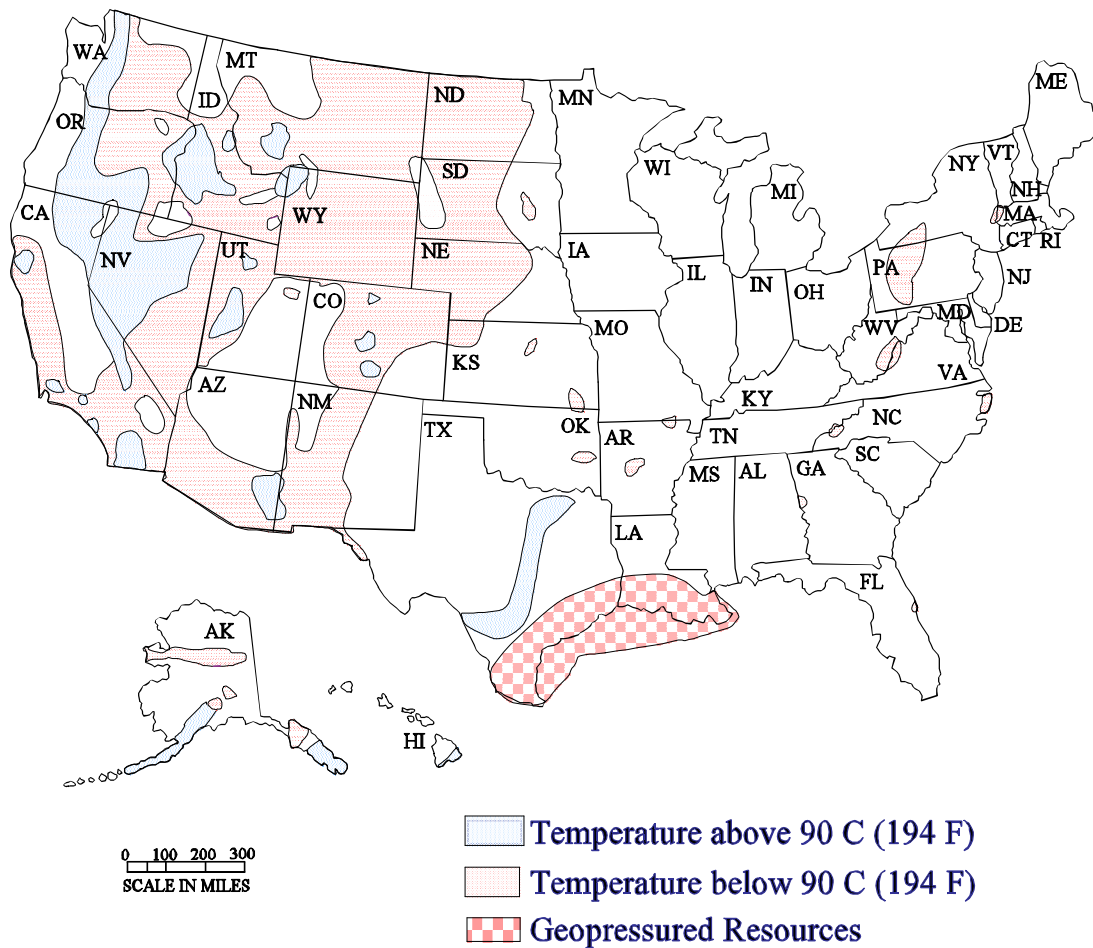 WA
MT
ND
MN
ME
ID
OR
VT
NY
WI
SD
MI
NH
CA
WY
MA
CT RI
NV
UT
NE
IA
PA
NJ
IL
IN
OH
CO
MD
DE
MO
WV
KS
VA
AZ
NM
KY
NC
TX
OK
AR
TN
SC
MS
AL
GA
LA
FL
AK
HI
Temperature above 90 C (194 F)
0 100 200 300
SCALE IN MILES
Temperature below 90 C (194 F)
Geopressured Resources